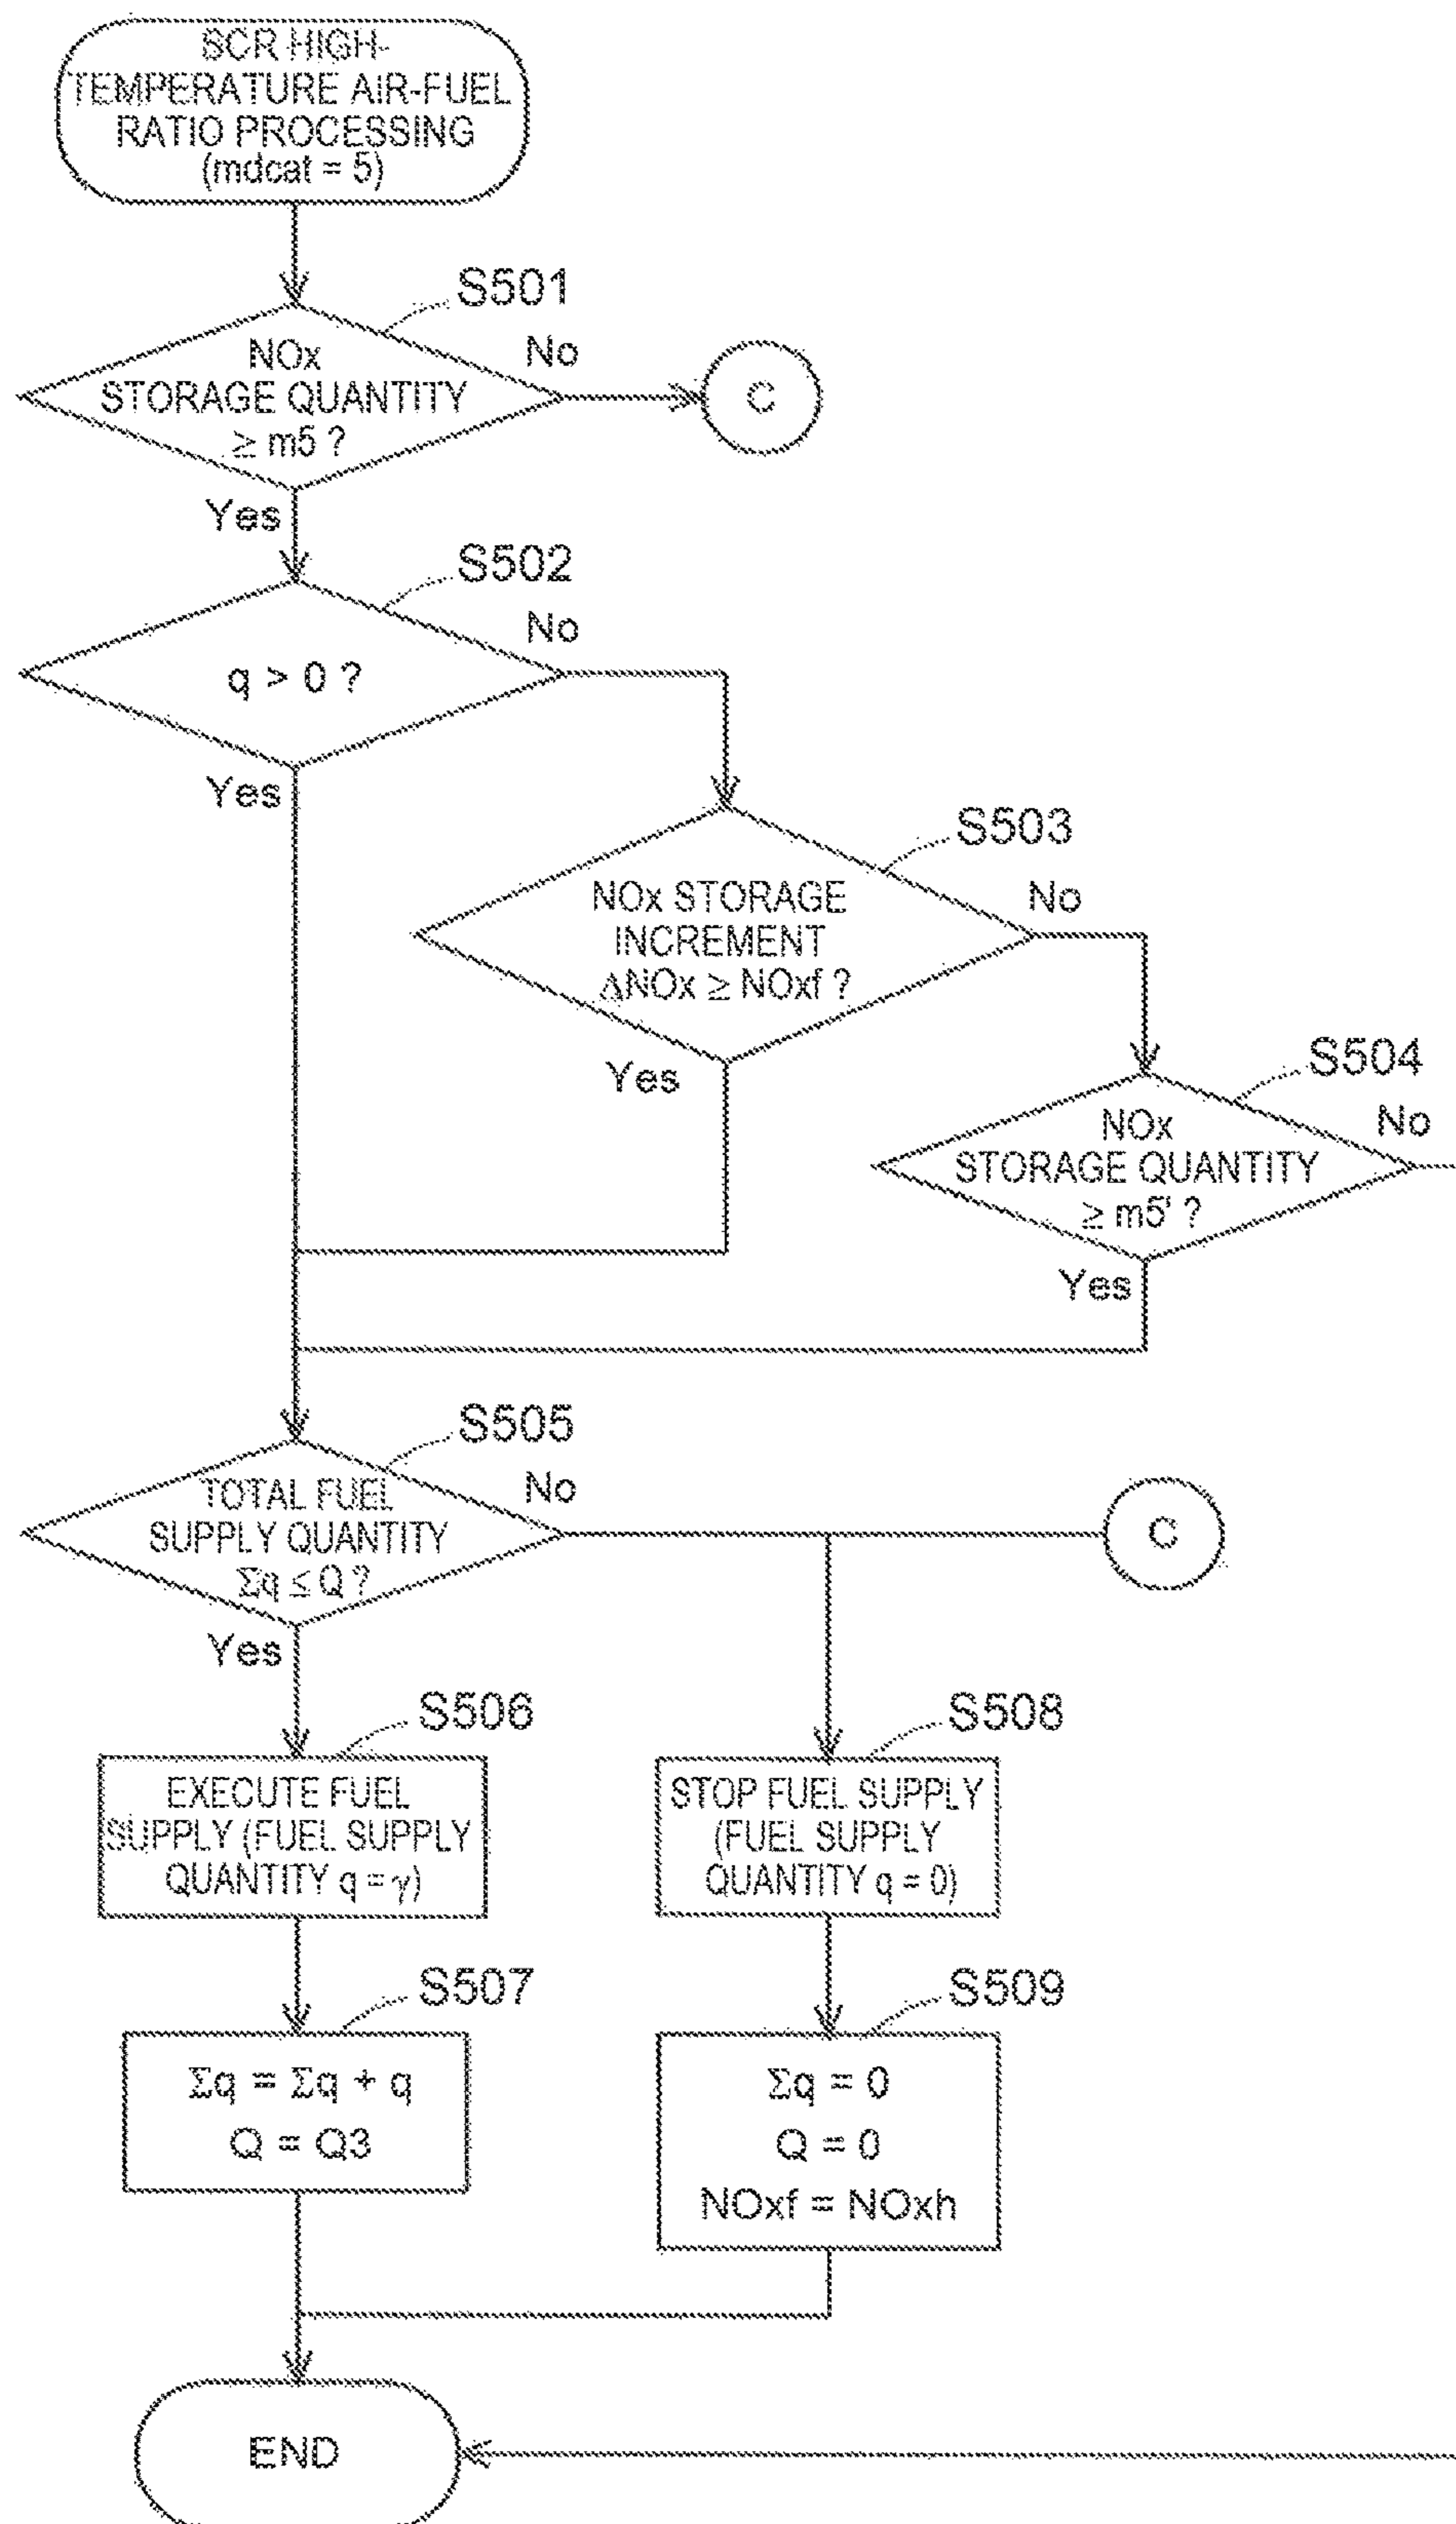 SCR HIGH-
TEMPERATURE AIR-FUEL
RATIO PROCESSING
(mdcat = 5)
S501
NOx
STORAGE QUANTITY
≥ m5 ?
No
C
Yes
S502
q > 0 ?
No
Yes
S503
NOx STORAGE
INCREMENT
ΔNOx ≥ NOxf ?
No
Yes
S504
NOx
STORAGE QUANTITY
≥ m5' ?
No
Yes
S505
TOTAL FUEL
SUPPLY QUANTITY
Σq ≤ Q ?
No
C
Yes
S506
EXECUTE FUEL
SUPPLY (FUEL SUPPLY
QUANTITY q = γ)
S508
STOP FUEL SUPPLY
(FUEL SUPPLY
QUANTITY q = 0)
S507
Σq = Σq + q
Q = Q3
S509
Σq = 0
Q = 0
NOxf = NOxh
END